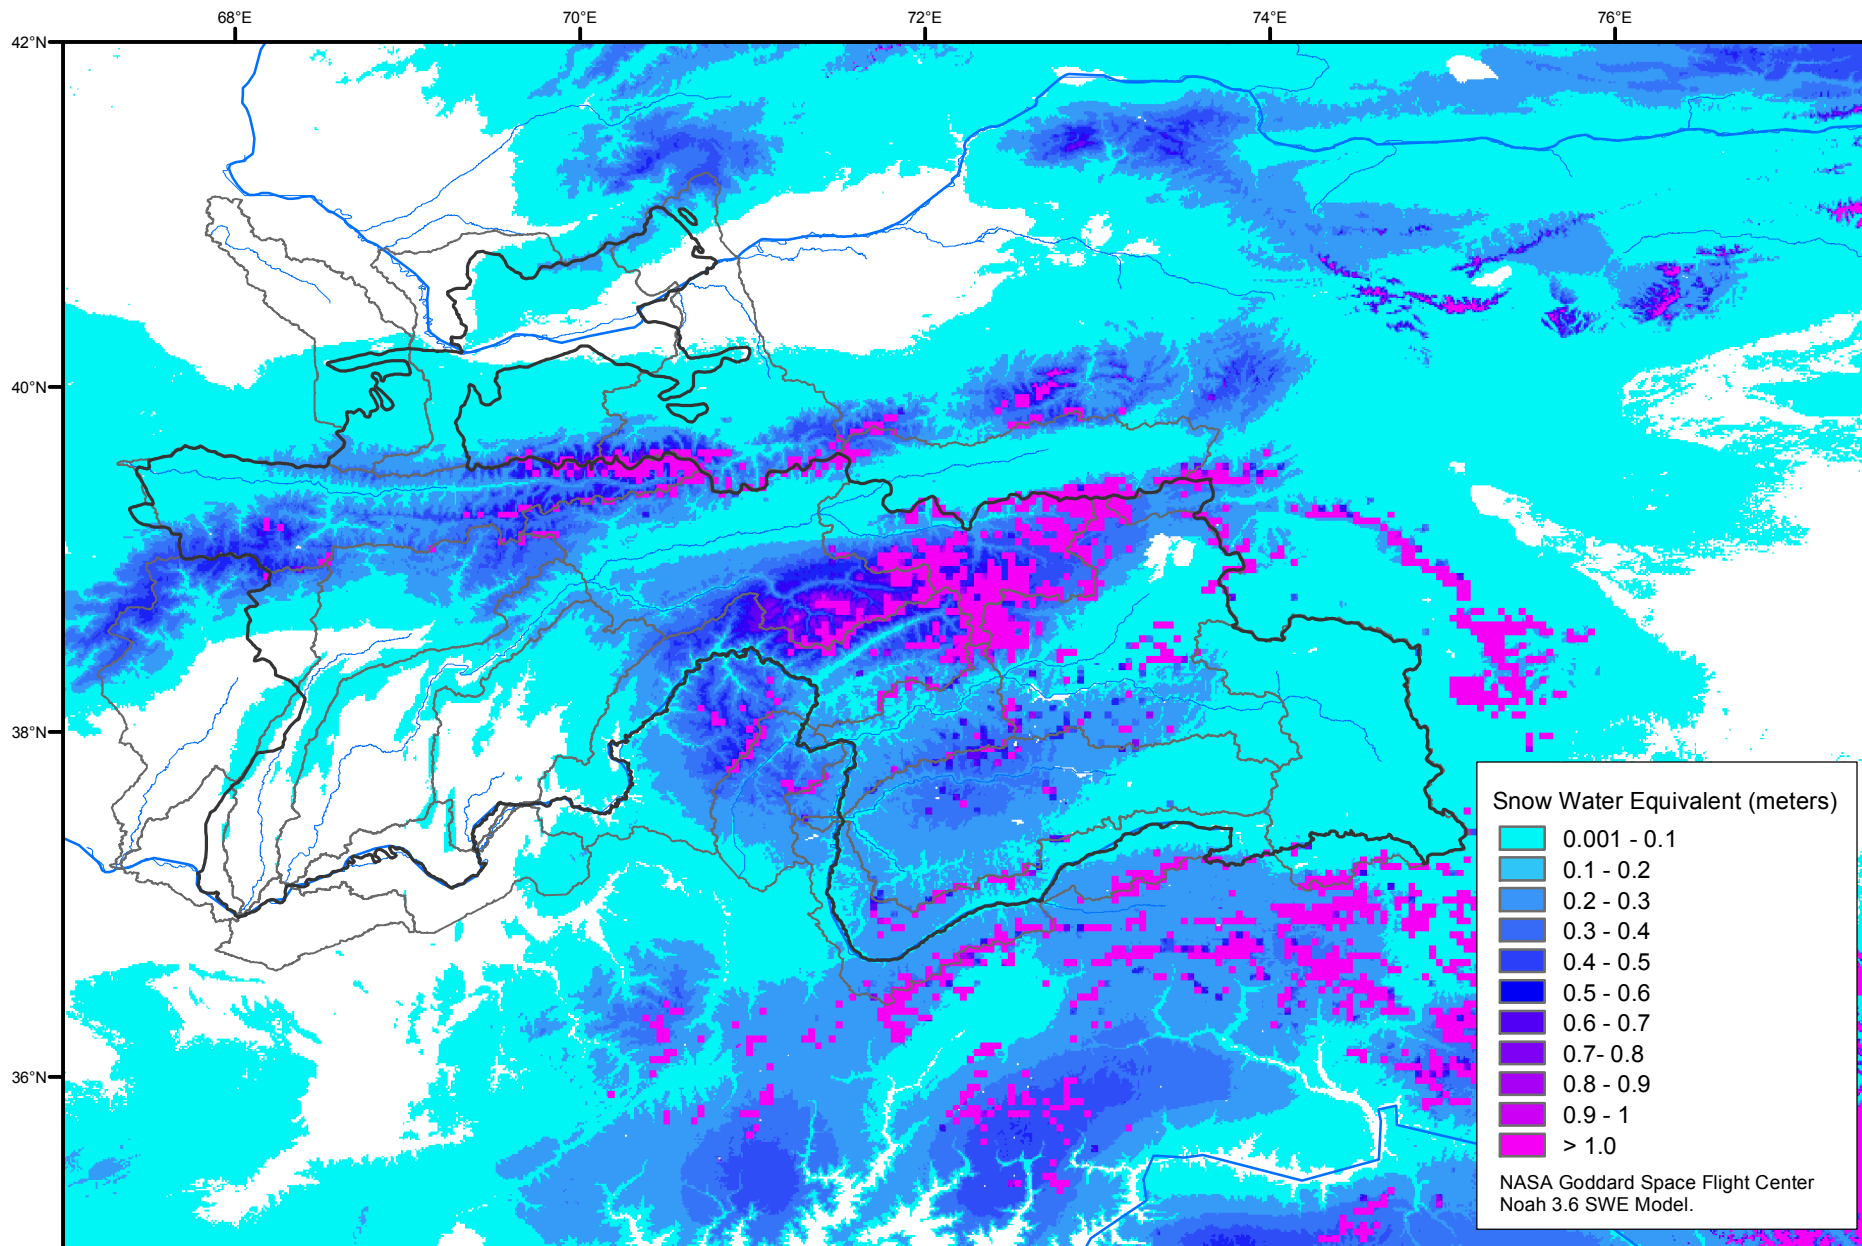 68°E 70°E 72°E 74°E 76°E
42°N
40°N
38°N
36°N
Snow Water Equivalent (meters)
0.001 - 0.1
0.1 - 0.2
0.2 - 0.3
0.3 - 0.4
0.4 - 0.5
0.5 - 0.6
0.6 - 0.7
0.7- 0.8
0.8 - 0.9
0.9 - 1
> 1.0
NASA Goddard Space Flight Center
Noah 3.6 SWE Model.